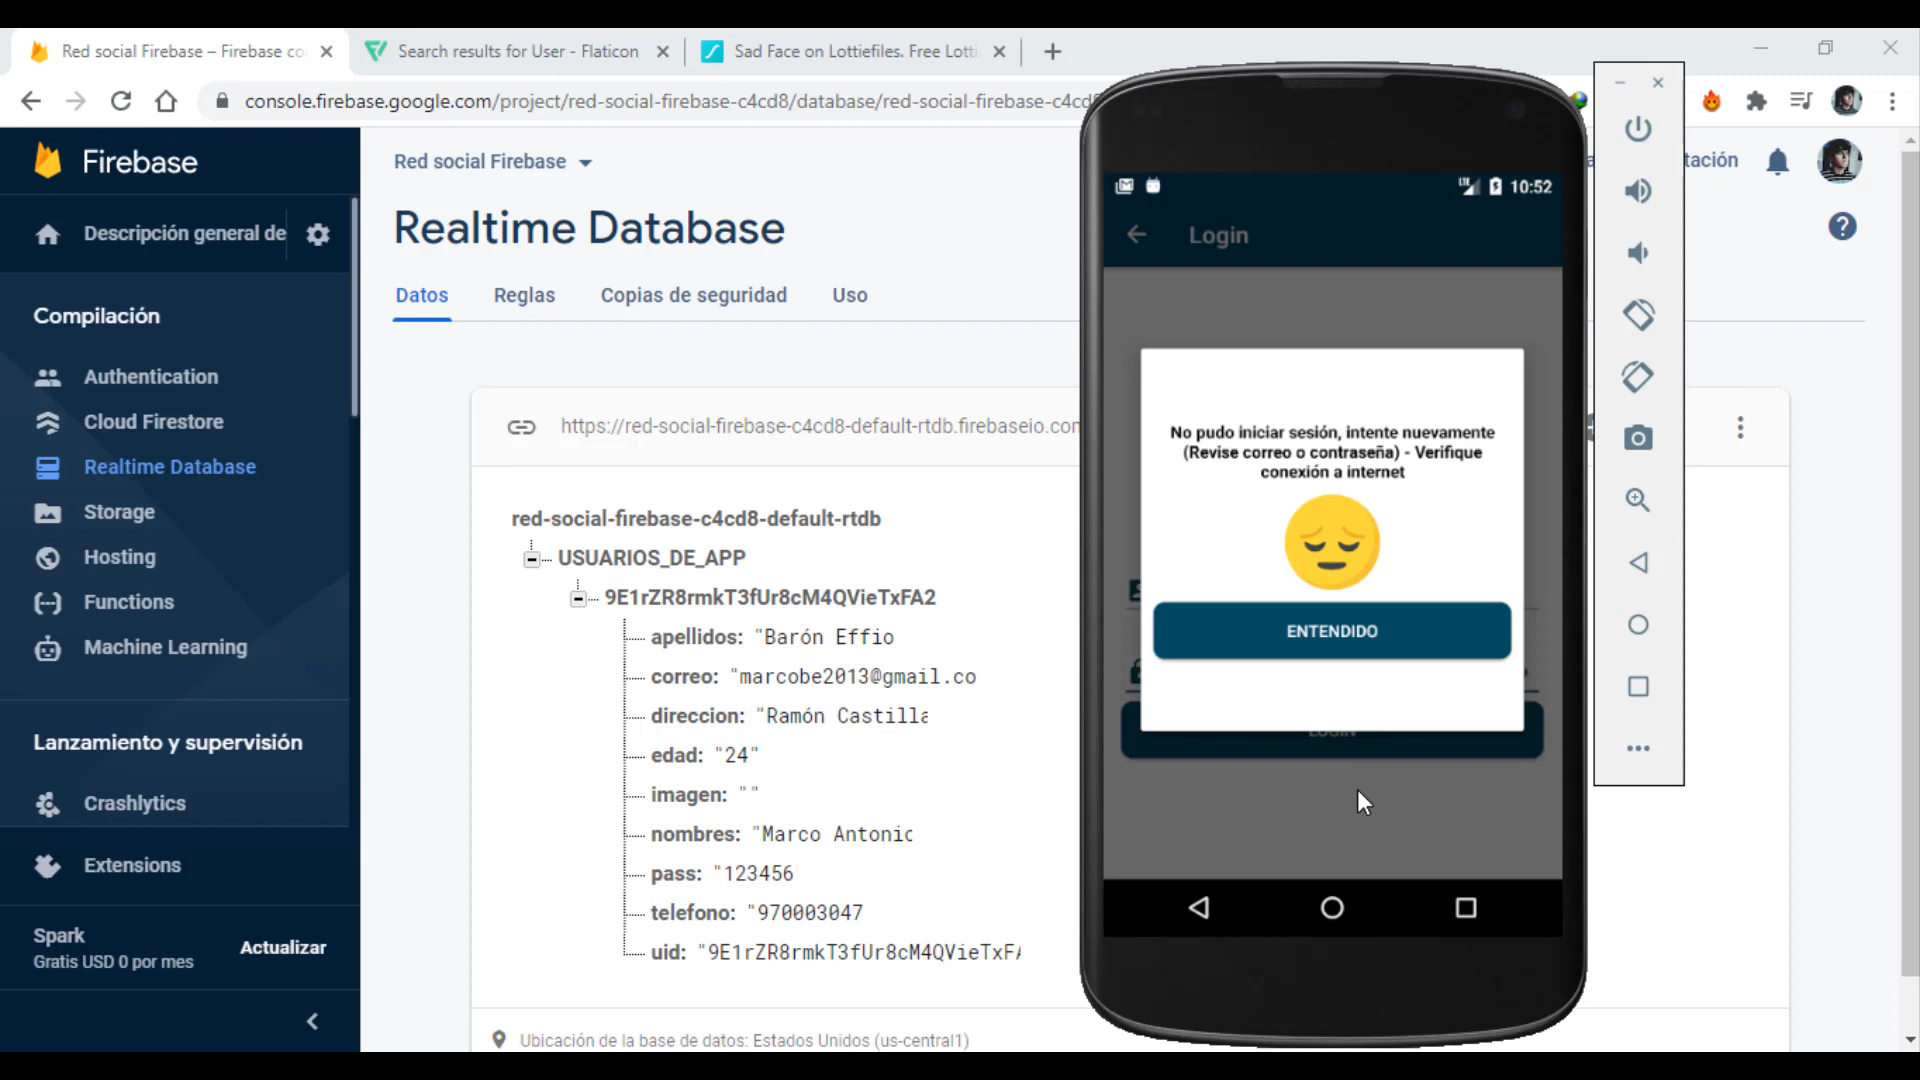 Red social Firebase – Firebase co
Search results for User - Flaticon
Sad Face on Lottiefiles. Free Lotti
console.firebase.google.com/project/red-social-firebase-c4cd8/database/red-social-firebase-c4cd8
Firebase
Descripción general de
Compilación
Authentication
Cloud Firestore
Realtime Database
Storage
Hosting
Functions
Machine Learning
Lanzamiento y supervisión
Crashlytics
Extensions
Spark
Gratis USD 0 por mes
Actualizar
Red social Firebase
tación
Realtime Database
Datos
Reglas
Copias de seguridad
Uso
https://red-social-firebase-c4cd8-default-rtdb.firebaseio.com
red-social-firebase-c4cd8-default-rtdb
USUARIOS_DE_APP
9E1rZR8rmkT3fUr8cM4QVieTxFA2
apellidos: "Barón Effio
correo: "marcobe2013@gmail.co
direccion: "Ramón Castilla
edad: "24"
imagen: ""
nombres: "Marco Antonio
pass: "123456
telefono: "970003047
uid: "9E1rZR8rmkT3fUr8cM4QVieTxFA
Ubicación de la base de datos: Estados Unidos (us-central1)
LTE
10:52
Login
No pudo iniciar sesión, intente nuevamente
(Revise correo o contraseña) - Verifique
conexión a internet
ENTENDIDO
LOGIN